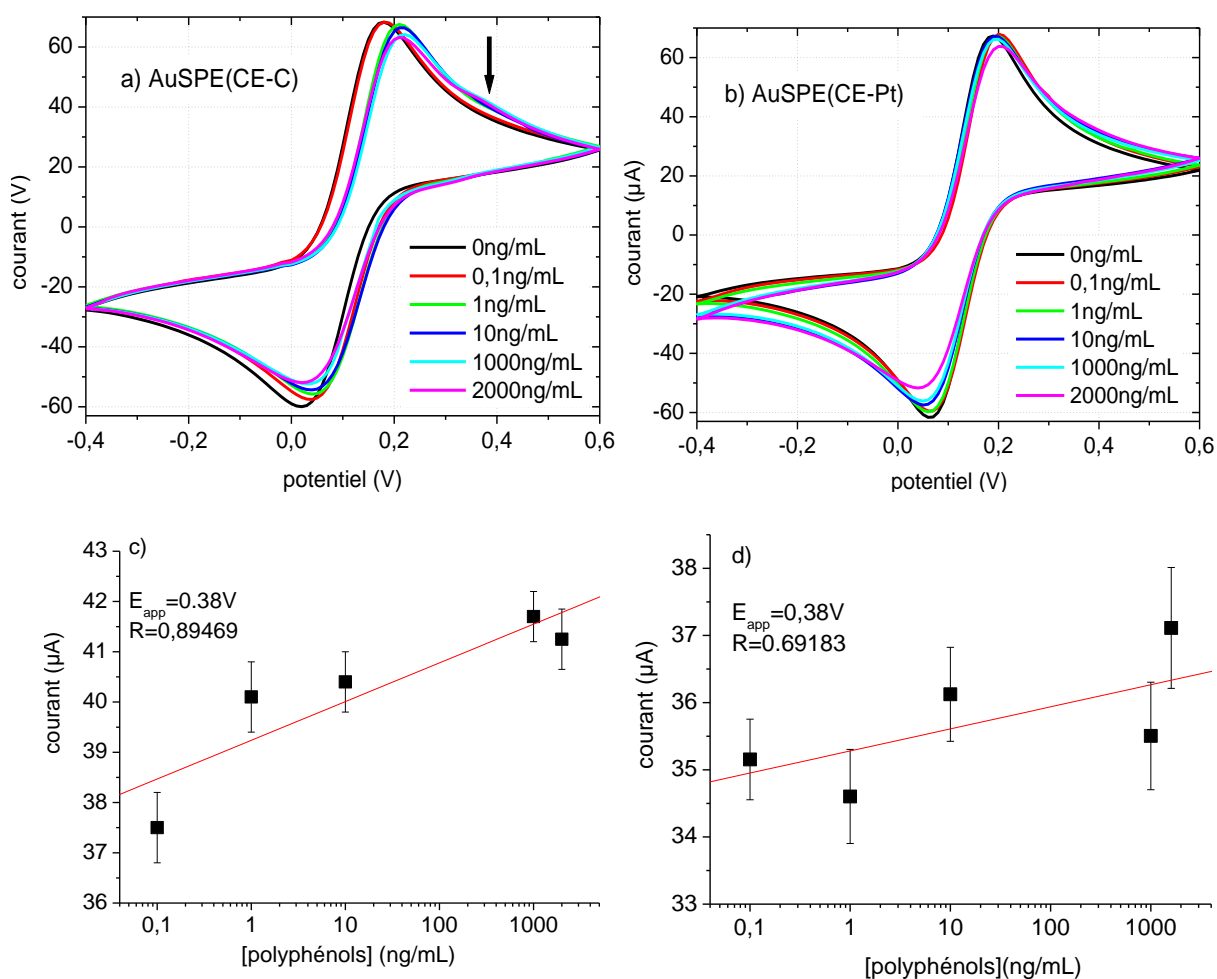 60
40
20
0
-20
-40
-60
courant (V)
a) AuSPE(CE-C)
0ng/mL
0,1ng/mL
1ng/mL
10ng/mL
1000ng/mL
2000ng/mL
-0,4 -0,2 0,0 0,2 0,4 0,6
potentiel (V)
60
40
20
0
-20
-40
-60
courant (µA)
b) AuSPE(CE-Pt)
0ng/mL
0,1ng/mL
1ng/mL
10ng/mL
1000ng/mL
2000ng/mL
-0,4 -0,2 0,0 0,2 0,4 0,6
potentiel (V)
43
42
41
40
39
38
37
36
courant (µA)
c)
Eapp=0.38V
R=0,89469
0,1 1 10 100 1000
[polyphénols] (ng/mL)
38
37
36
35
34
33
courant (µA)
d)
Eapp=0,38V
R=0.69183
0,1 1 10 100 1000
[polyphénols](ng/mL)